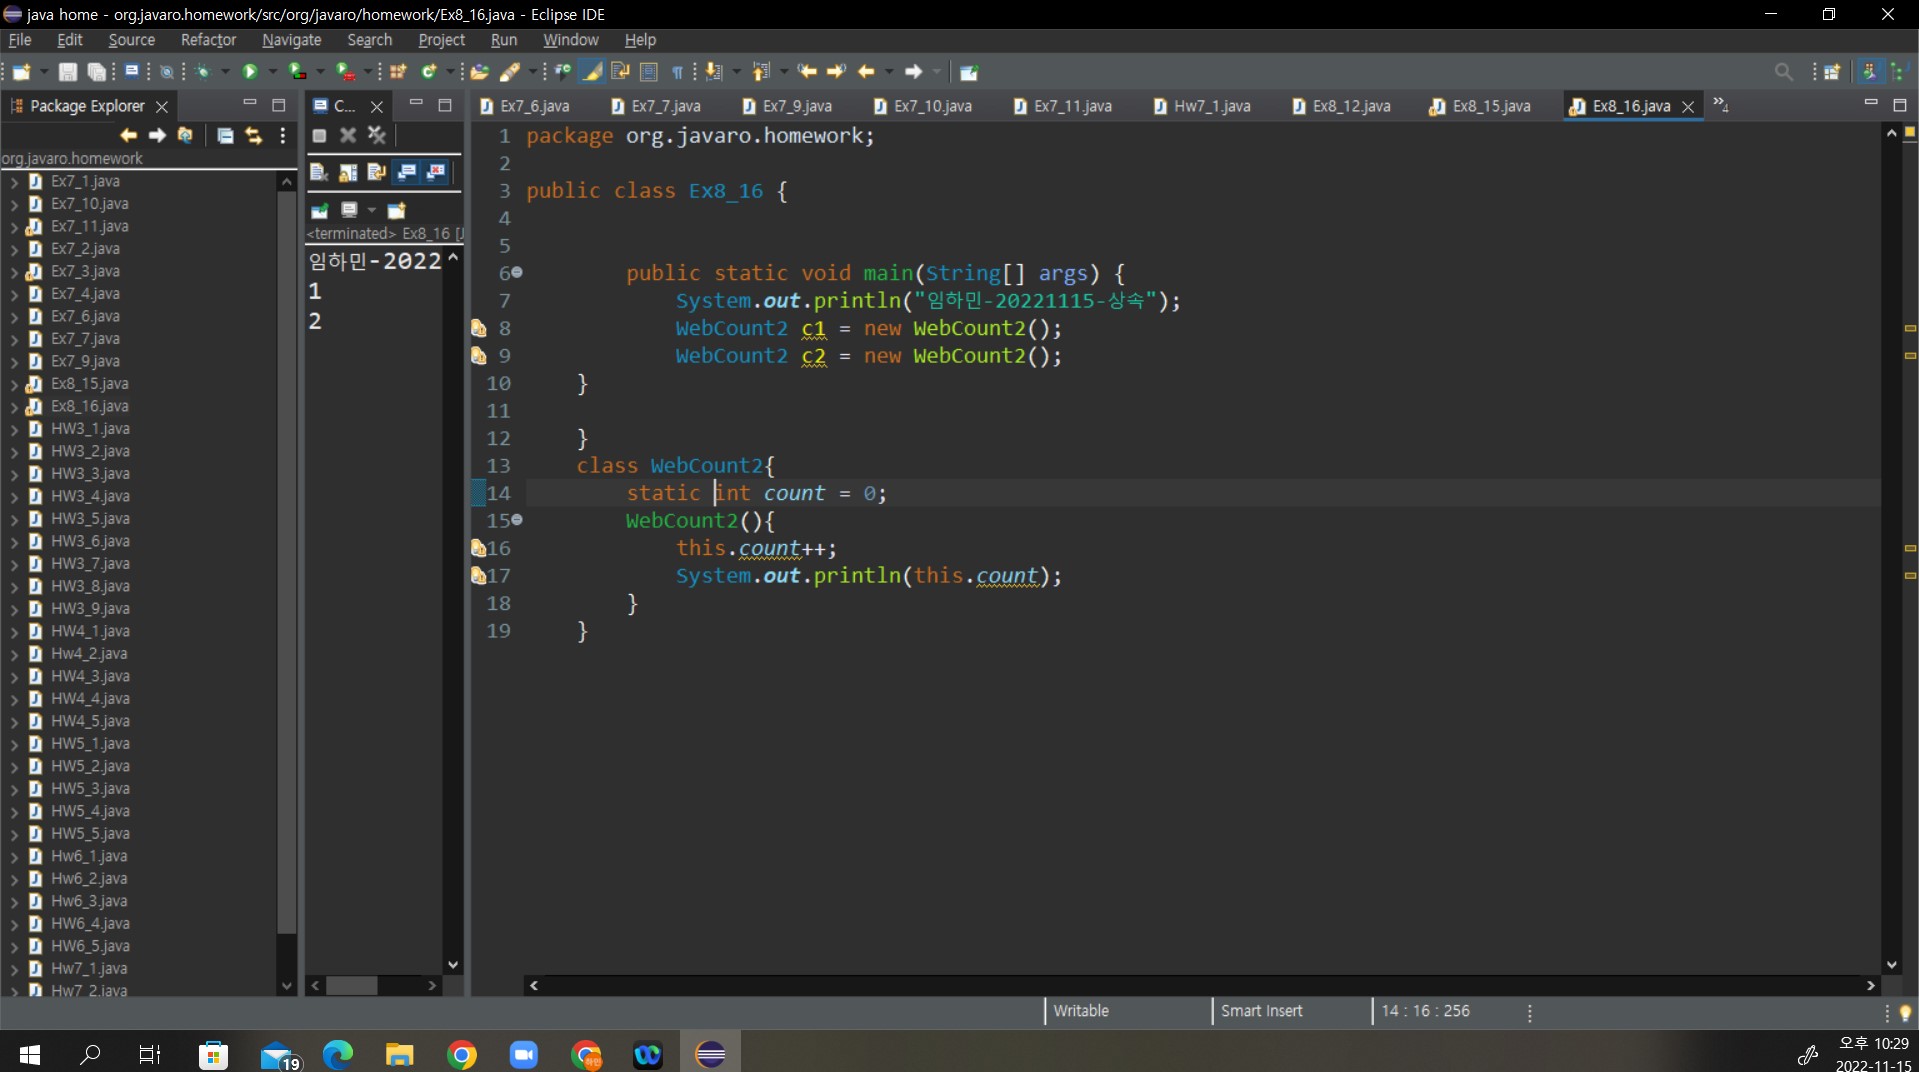 java home - org.javaro.homework/src/org/javaro/homework/Ex8_16.java - Eclipse IDE
File Edit Source Refactor Navigate Search Project Run Window Help
Package Explorer
org.javaro.homework
Ex7_1.java
Ex7_10.java
Ex7_11.java
Ex7_2.java
Ex7_3.java
Ex7_4.java
Ex7_6.java
Ex7_7.java
Ex7_9.java
Ex8_15.java
Ex8_16.java
HW3_1.java
HW3_2.java
HW3_3.java
HW3_4.java
HW3_5.java
HW3_6.java
HW3_7.java
HW3_8.java
HW3_9.java
HW4_1.java
Hw4_2.java
HW4_3.java
HW4_4.java
HW4_5.java
HW5_1.java
HW5_2.java
HW5_3.java
HW5_4.java
HW5_5.java
Hw6_1.java
Hw6_2.java
Hw6_3.java
HW6_4.java
HW6_5.java
Hw7_1.java
Hw7_2.java
C...
<terminated> Ex8_16 [J
임하민-2022
1
2
Ex7_6.java Ex7_7.java Ex7_9.java Ex7_10.java Ex7_11.java Hw7_1.java Ex8_12.java Ex8_15.java Ex8_16.java »4
1 package org.javaro.homework;
2
3 public class Ex8_16 {
4
5
6 public static void main(String[] args) {
7 System.out.println("임하민-20221115-상속");
8 WebCount2 c1 = new WebCount2();
9 WebCount2 c2 = new WebCount2();
10 }
11
12 }
13 class WebCount2{
14 static int count = 0;
15 WebCount2(){
16 this.count++;
17 System.out.println(this.count);
18 }
19 }
Writable Smart Insert 14 : 16 : 256
19
하민
오후 10:29
2022-11-15